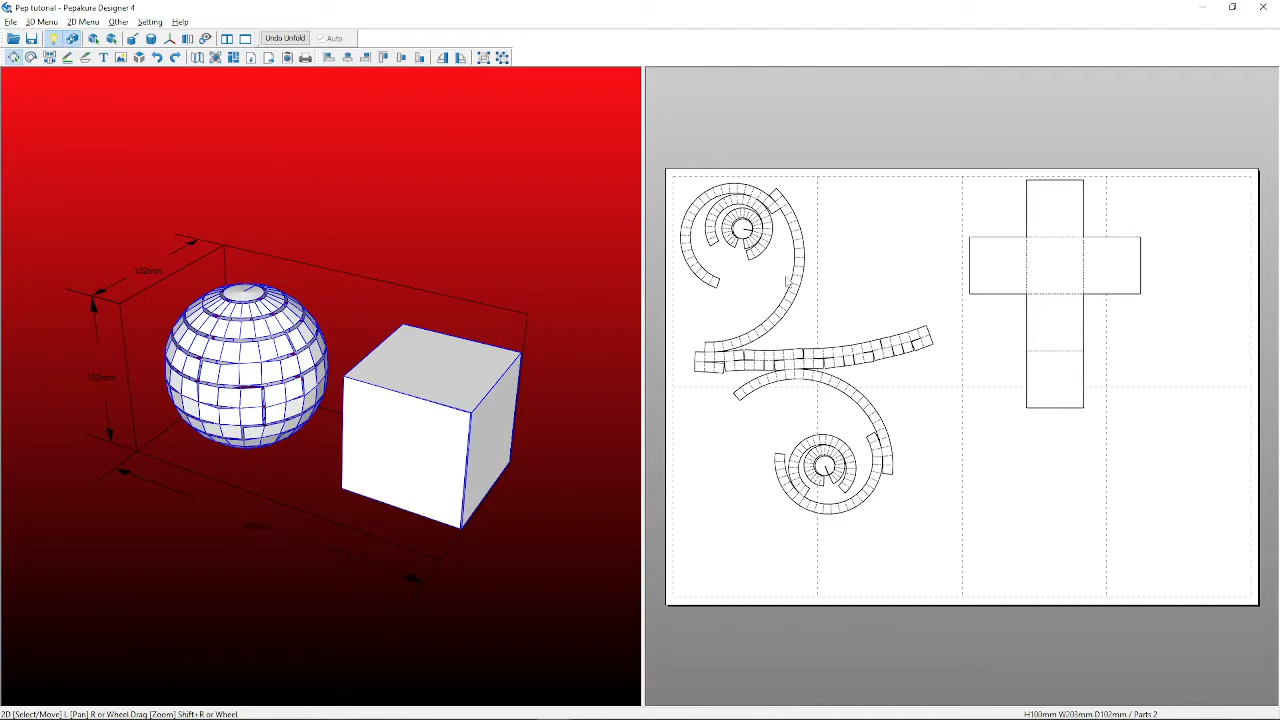 Pep tutorial - Pepakura Designer 4
File 3D Menu 2D Menu Other Setting Help
Undo Unfold Auto
102mm
100mm
2D [Select/Move] L [Pan] R or Wheel Drag [Zoom] Shift+R or Wheel
H100mm W203mm D102mm / Parts 2